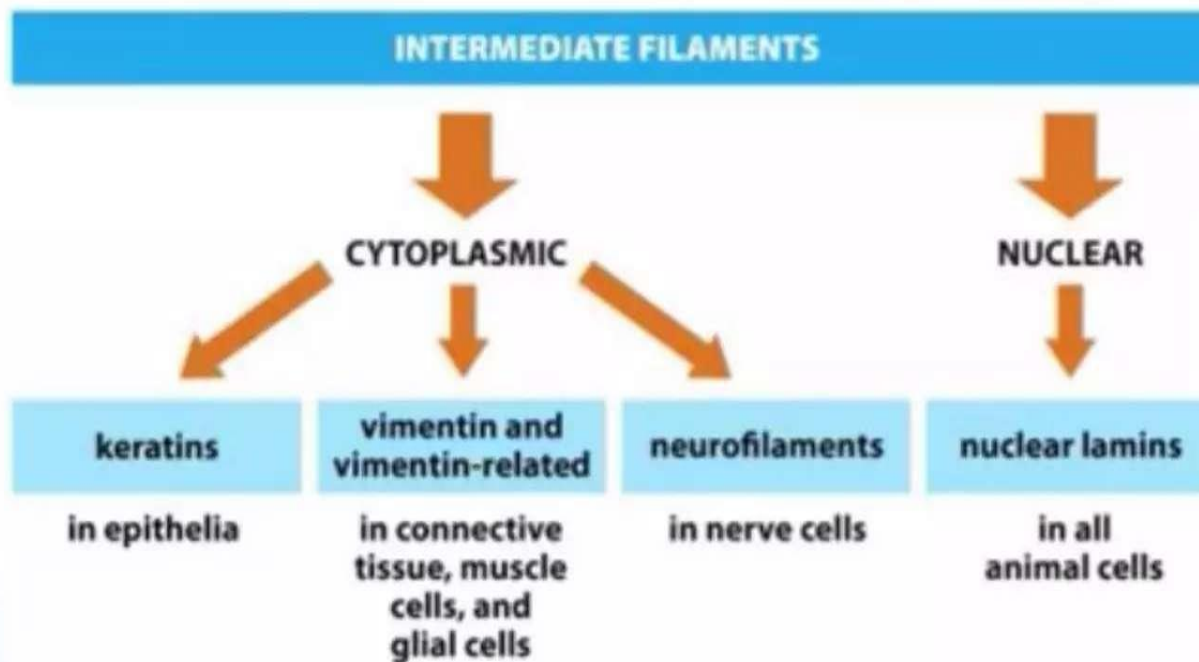 INTERMEDIATE FILAMENTS
CYTOPLASMIC
NUCLEAR
keratins
vimentin and
vimentin-related
neurofilaments
nuclear lamins
in epithelia
in connective
tissue, muscle
cells, and
glial cells
in nerve cells
in all
animal cells